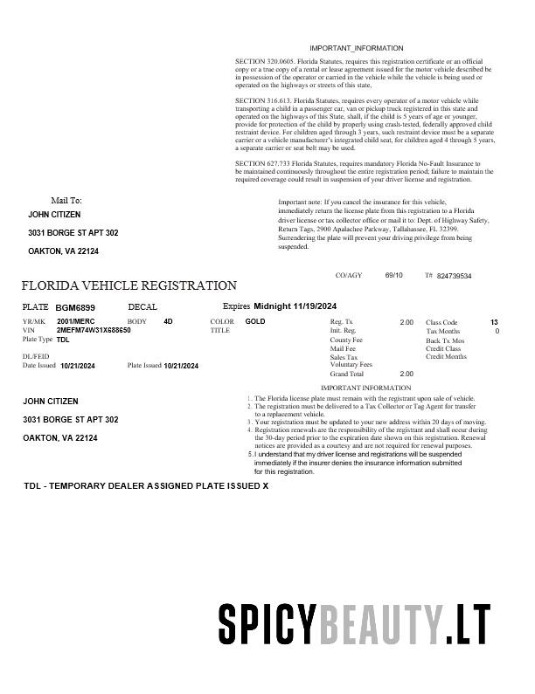 IMPORTANT_INFORMATION
SECTION 320.0605. Florida Statutes, requires this registration certificate or an official
copy or a true copy of a rental or lease agreement issued for the motor vehicle described be
in possession of the operator or carried in the vehicle while the vehicle is being used or
operated on the highways or streets of this state.
SECTION 316.613. Florida Statutes, requires every operator of a motor vehicle while
transporting a child in a passenger car, van or pickup truck registered in this state and
operated on the highways of this State, shall, if the child is 5 years of age or younger,
provide for protection of the child by properly using crash-tested, federally approved child
restraint device. For children aged through 3 years, such restraint device must be a separate
carrier or a vehicle manufacturer's integrated child seat, for children aged 4 through 5 years,
a separate carrier or seat belt may be used.
SECTION 627,733 Florida Statutes, requires mandatory Florida No-Fault Insurance to
be maintained continuously throughout the entire registration period; failure to maintain the
required coverage could result in suspension of your driver license and registration.
Mail To:
JOHN CITIZEN
3031 BORGE ST APT 302
OAKTON, VA 22124
Important note: If you cancel the insurance for this vehicle,
immediately return the license plate from this registration to a Florida
driver license or tax collector office or mail it to: Dept. of Highway Safety,
Return Tags, 2900 Apalachee Parkway, Tallahassee, FL 32399.
Surrendering the plate will prevent your driving privilege from being
suspended.
CO/AGY 69/10 T# 824739534
FLORIDA VEHICLE REGISTRATION
PLATE BGM6899 DECAL Expires Midnight 11/19/2024
YR/MK 2001/MERC BODY 4D COLOR GOLD Reg. Tx 2.00 Class Code 13
VIN 2MEFM74W31X688650 TITLE Init. Reg. Tax Months 0
Plate Type TDL County Fee Back Tx Mos
Mail Fee Credit Class
DL/FEID Sales Tax Credit Months
Date Issued 10/21/2024 Plate Issued 10/21/2024 Voluntary Fees
Grand Total 2.00
IMPORTANT INFORMATION
JOHN CITIZEN
3031 BORGE ST APT 302
OAKTON, VA 22124
1. The Florida license plate must remain with the registrant upon sale of vehicle.
2. The registration must be delivered to a Tax Collector or Tag Agent for transfer
to a replacement vehicle.
3. Your registration must be updated to your new address within 20 days of moving.
4. Registration renewals are the responsibility of the registrant and shall occur during
the 30-day period prior to the expiration date shown on this registration. Renewal
notices are provided as a courtesy and are not required for renewal purposes.
5.I understand that my driver license and registrations will be suspended
immediately if the insurer denies the insurance information submitted
for this registration.
TDL - TEMPORARY DEALER ASSIGNED PLATE ISSUED X
SPICYBEAUTY.LT